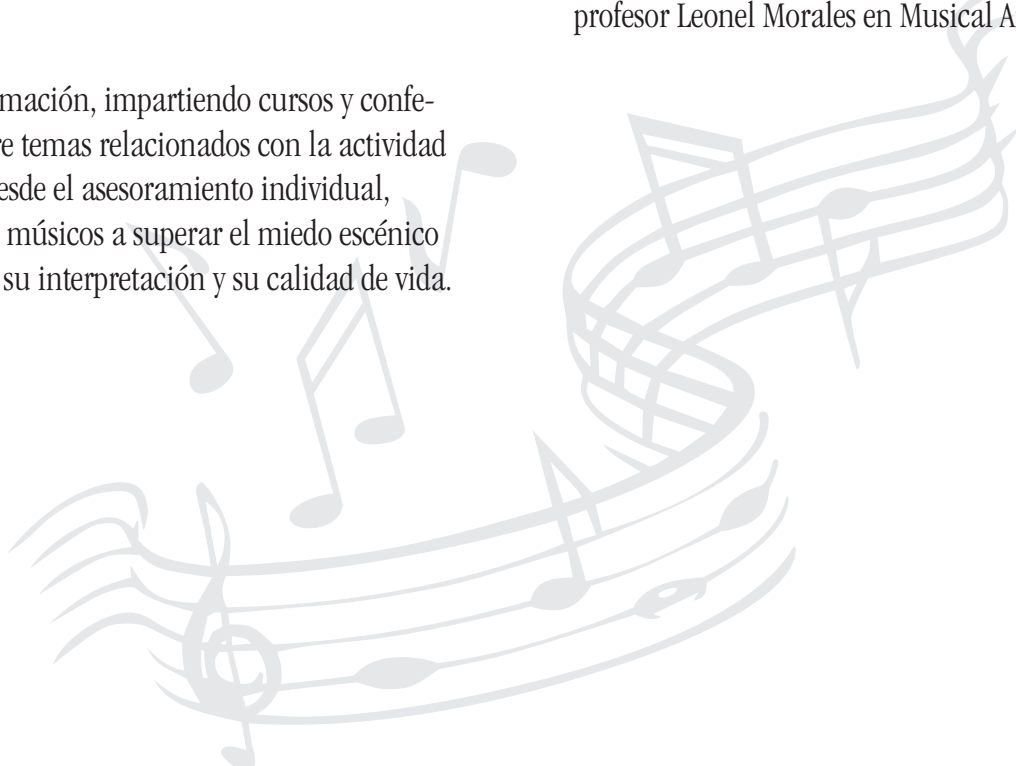 mación, impartiendo cursos y confe-
re temas relacionados con la actividad
esde el asesoramiento individual,
músicos a superar el miedo escénico
su interpretación y su calidad de vida.
profesor Leonel Morales en Musical A